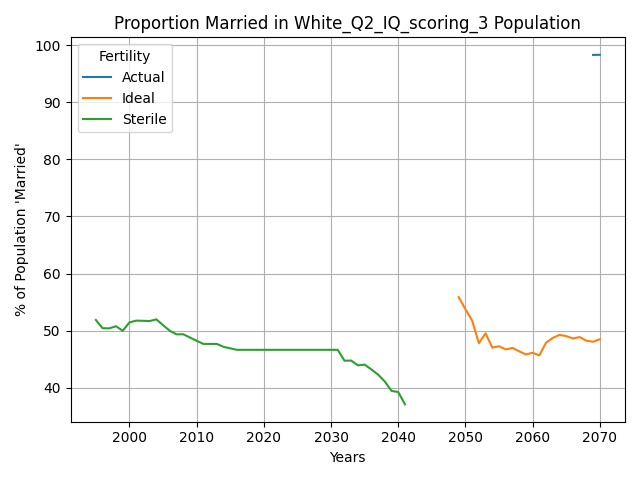 Proportion Married in White_Q2_IQ_scoring_3 Population
100
90
80
70
60
50
40
% of Population 'Married'
Fertility
Actual
Ideal
Sterile
2000 2010 2020 2030 2040 2050 2060 2070
Years